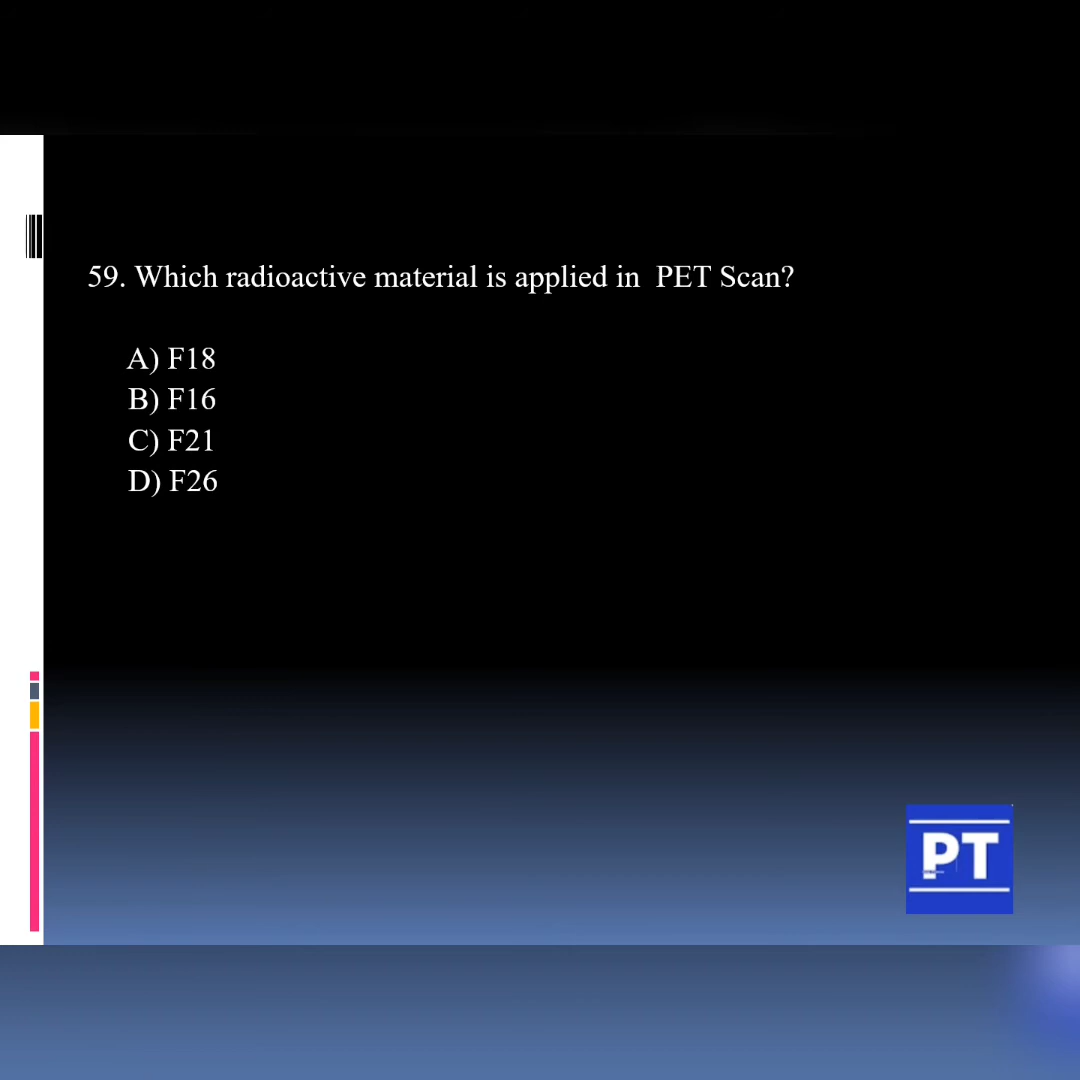 59. Which radioactive material is applied in PET Scan?
A) F18
B) F16
C) F21
D) F26
PT